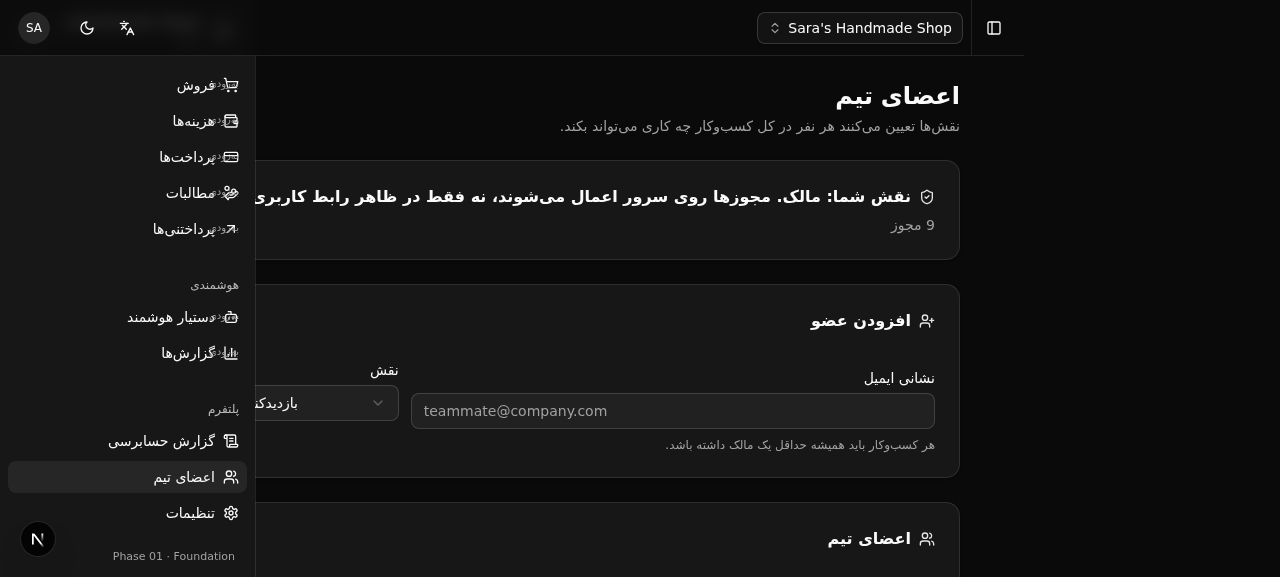 SA
Sara's Handmade Shop
فروش
هزینه‌ها
پرداخت‌ها
مطالبات
پرداختنی‌ها
هوشمندی
دستیار هوشمند
گزارش‌ها
پلتفرم
گزارش حسابرسی
اعضای تیم
تنظیمات
Phase 01 · Foundation
اعضای تیم
نقش‌ها تعیین می‌کنند هر نفر در کل کسب‌وکار چه کاری می‌تواند بکند.
نقش شما: مالک. مجوزها روی سرور اعمال می‌شوند، نه فقط در ظاهر رابط کاربری
9 مجوز
افزودن عضو
نشانی ایمیل
teammate@company.com
هر کسب‌وکار باید همیشه حداقل یک مالک داشته باشد.
نقش
اعضای تیم